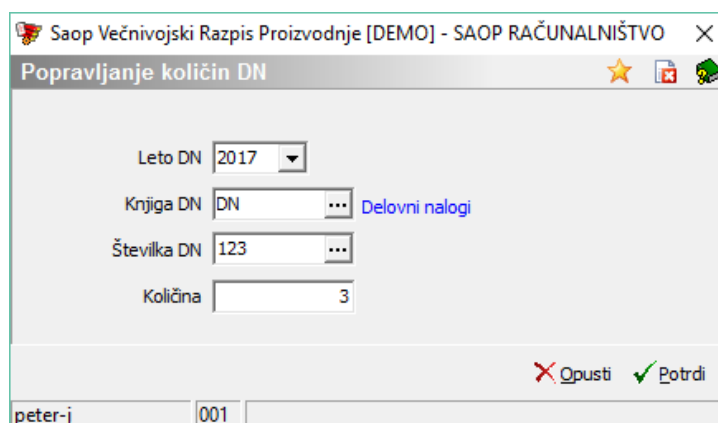 Saop Večnivojski Razpis Proizvodnje [DEMO] - SAOP RAČUNALNIŠTVO
Popravljanje količin DN
Leto DN 2017
Knjiga DN DN ... Delovni nalogi
Številka DN 123 ...
Količina 3
Opusti Potrdi
peter-j 001